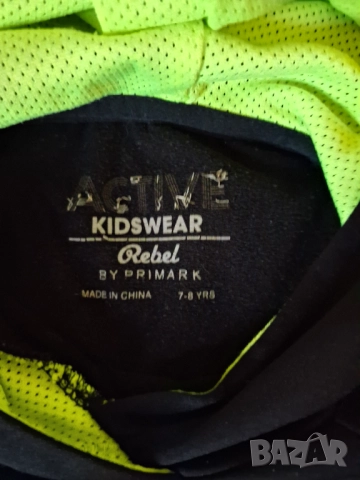 ACTIVE
KIDSWEAR
Rebel
BY PRIMARK
MADE IN CHINA 7-8 YRS
BAZAR